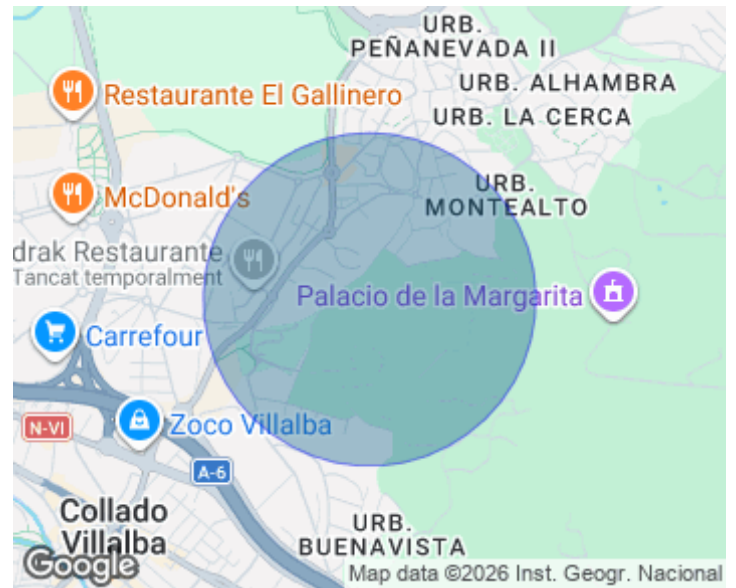 URB.
PEÑANEVADA II
URB. ALHAMBRA
Restaurante El Gallinero
URB. LA CERCA
McDonald's
URB.
MONTEALTO
drak Restaurante
Tancat temporalment
Palacio de la Margarita
Carrefour
N-VI
Zoco Villalba
A-6
Collado
Villalba
URB.
BUENAVISTA
Google
Map data ©2026 Inst. Geogr. Nacional